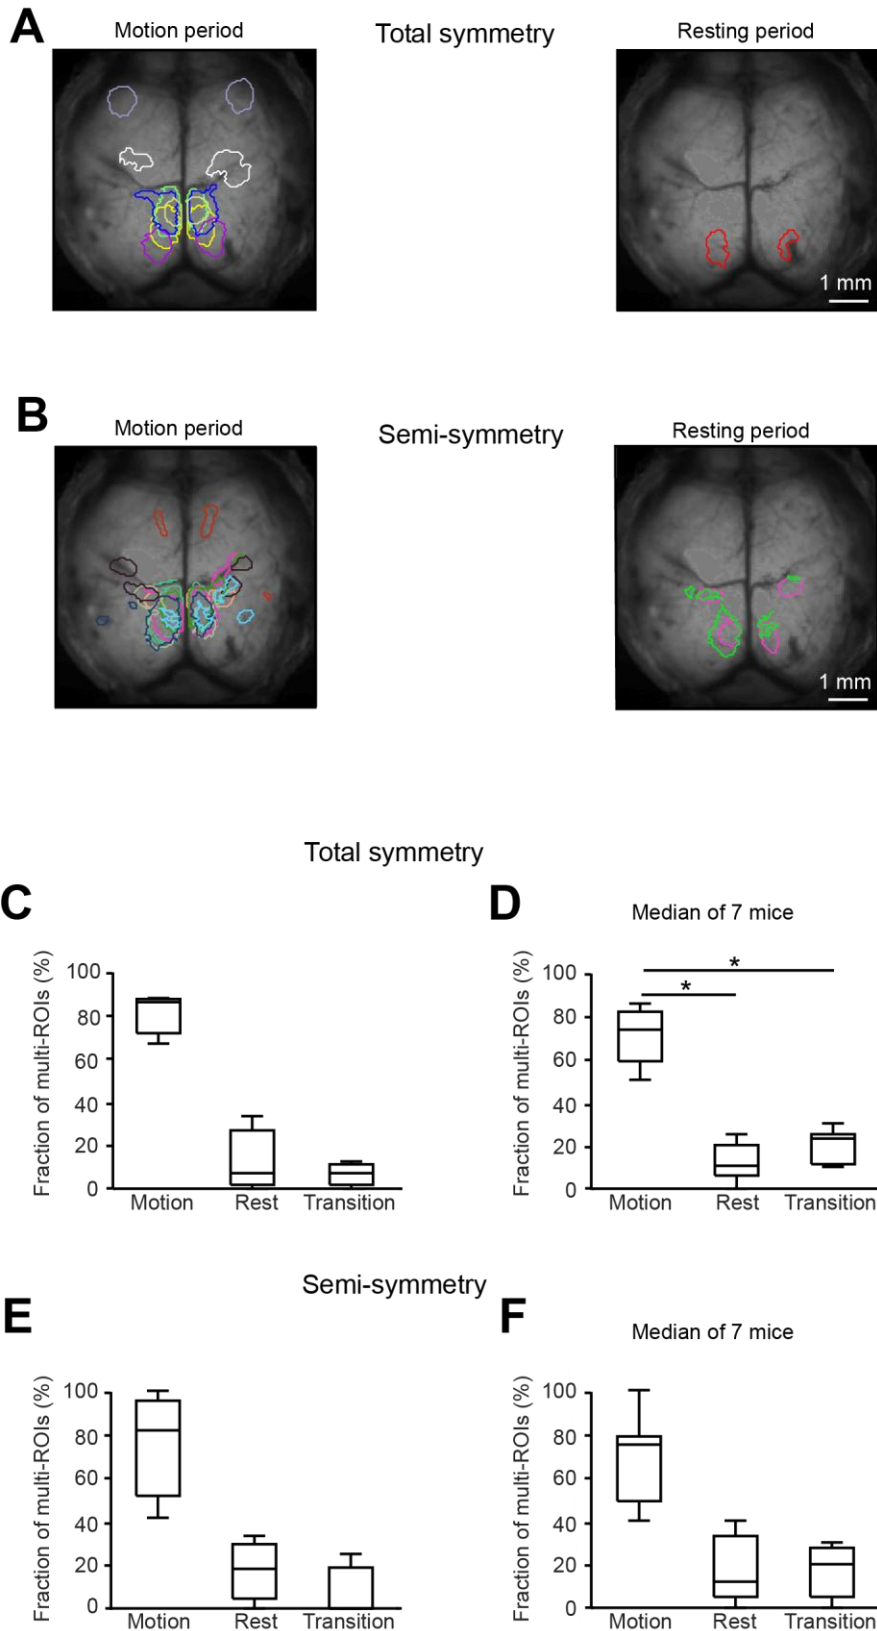 A
Motion period
Total symmetry
Resting period
1 mm
B
Motion period
Semi-symmetry
Resting period
1 mm
Total symmetry
C
Fraction of multi-ROIs (%)
100
80
60
40
20
0
Motion Rest Transition
D
Median of 7 mice
Fraction of multi-ROIs (%)
100
80
60
40
20
0
* 
*
Motion Rest Transition
Semi-symmetry
E
Fraction of multi-ROIs (%)
100
80
60
40
20
0
Motion Rest Transition
F
Median of 7 mice
Fraction of multi-ROIs (%)
100
80
60
40
20
0
Motion Rest Transition